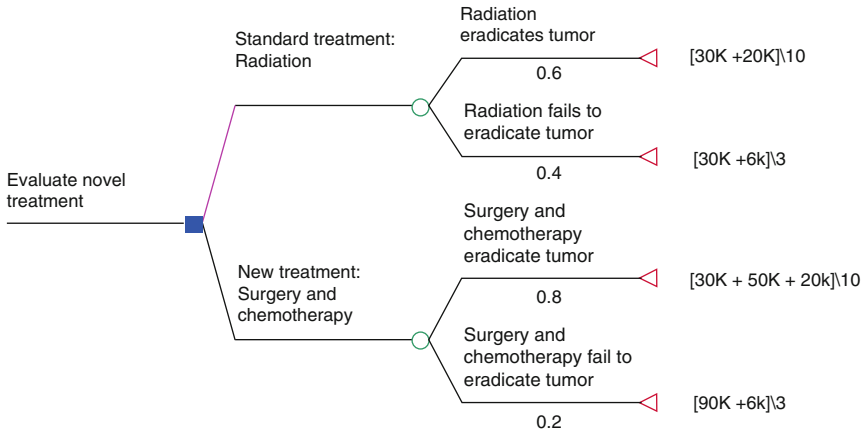 Radiation
eradicates tumor
Standard treatment:
Radiation
0.6
[30K +20K]\10
Radiation fails to
eradicate tumor
0.4
[30K +6k]\3
Evaluate novel
treatment
Surgery and
chemotherapy
eradicate tumor
New treatment:
Surgery and
chemotherapy
0.8
[30K + 50K + 20k]\10
Surgery and
chemotherapy fail to
eradicate tumor
0.2
[90K +6k]\3